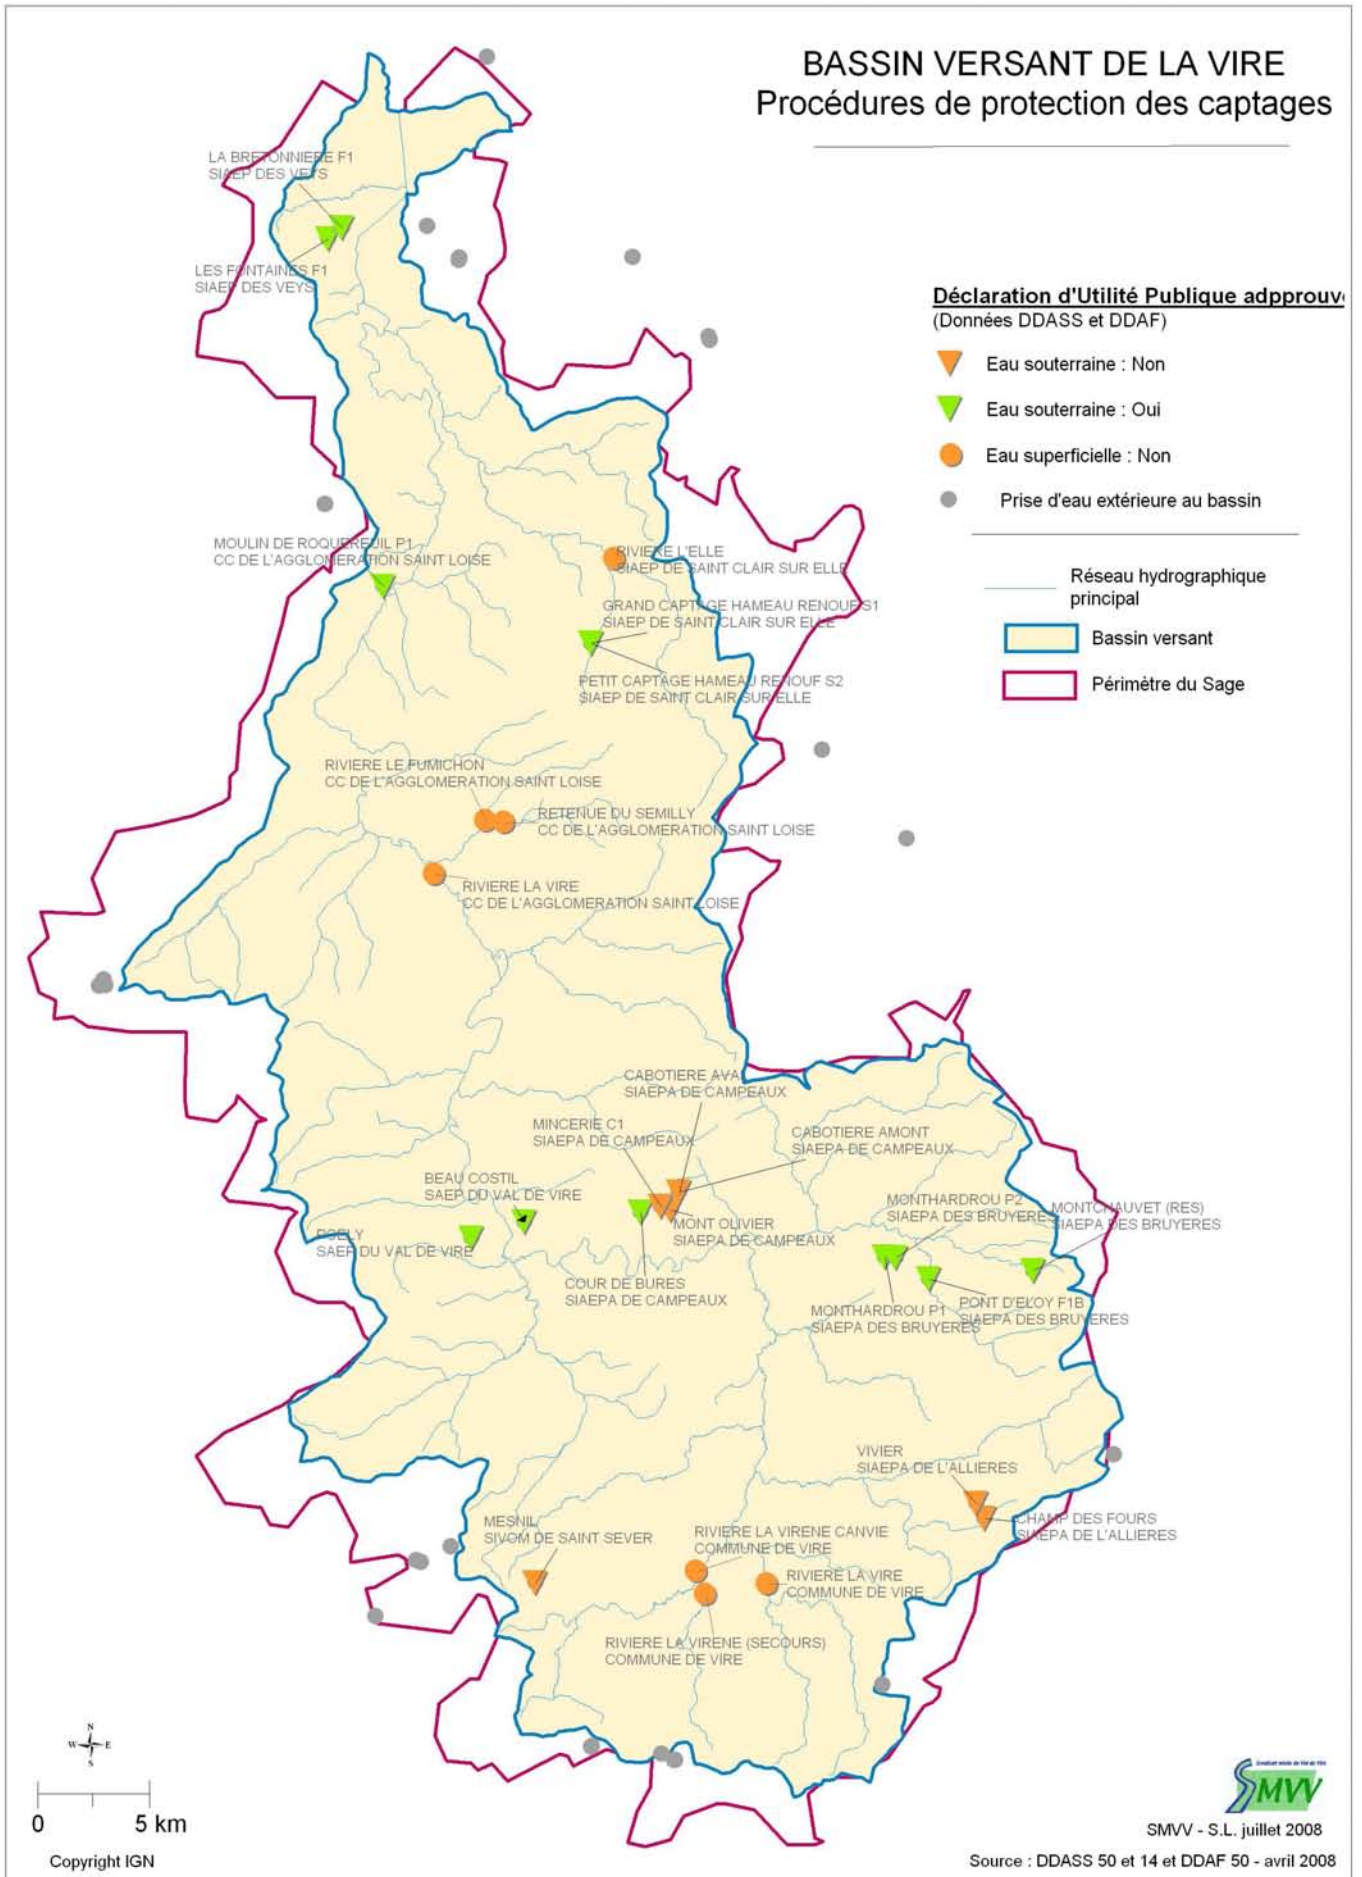 BASSIN VERSANT DE LA VIRE
Procédures de protection des captages
LA BRETONNIERE F1
SIAEP DES VEYS
LES FONTAINES F1
SIAEP DES VEYS
Déclaration d'Utilité Publique adpprouv
(Données DDASS et DDAF)
Eau souterraine : Non
Eau souterraine : Oui
Eau superficielle : Non
Prise d'eau extérieure au bassin
Réseau hydrographique
principal
Bassin versant
Périmètre du Sage
MOULIN DE ROQUEREUIL P1
CC DE L'AGGLOMERATION SAINT LOISE
RIVIERE L'ELLE
SIAEP DE SAINT CLAIR SUR ELLE
GRAND CAPTAGE HAMEAU RENOUF S1
SIAEP DE SAINT CLAIR SUR ELLE
PETIT CAPTAGE HAMEAU RENOUF S2
SIAEP DE SAINT CLAIR SUR ELLE
RIVIERE LE FUMICHON
CC DE L'AGGLOMERATION SAINT LOISE
RETENUE DU SEMILLY
CC DE L'AGGLOMERATION SAINT LOISE
RIVIERE LA VIRE
CC DE L'AGGLOMERATION SAINT LOISE
CABOTIERE AVA
SIAEPA DE CAMPEAUX
MINCERIE C1
SIAEPA DE CAMPEAUX
CABOTIERE AMONT
SIAEPA DE CAMPEAUX
BEAU COSTIL
SAEP DU VAL DE VIRE
MONTHARDROU P2
SIAEPA DES BRUYERES
MONTCHAUVET (RES)
SIAEPA DES BRUYERES
MONT OLIVIER
SIAEPA DE CAMPEAUX
SAEP DU VAL DE VIRE
COUR DE BURES
SIAEPA DE CAMPEAUX
MONTHARDROU P1
SIAEPA DES BRUYERES
PONT D'ELOY F1B
SIAEPA DES BRUYERES
VIVIER
SIAEPA DE L'ALLIERES
CHAMP DES FOURS
SIAEPA DE L'ALLIERES
MESNIL
SIVOM DE SAINT SEVER
RIVIERE LA VIRENE CANVIE
COMMUNE DE VIRE
RIVIERE LA VIRE
COMMUNE DE VIRE
RIVIERE LA VIRENE (SECOURS)
COMMUNE DE VIRE
N
W E
S
0 5 km
Copyright IGN
SMVV
SMVV - S.L. juillet 2008
Source : DDASS 50 et 14 et DDAF 50 - avril 2008